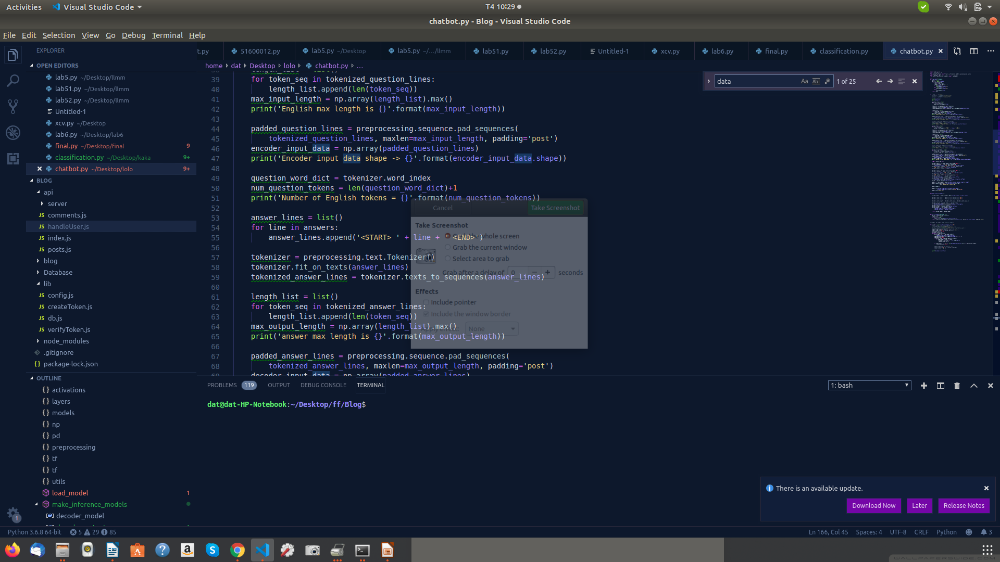 Activities Visual Studio Code T4 10:29
chatbot.py - Blog - Visual Studio Code
File Edit Selection View Go Debug Terminal Help
EXPLORER
OPEN EDITORS
lab5.py ~/Desktop/llmm
lab51.py ~/Desktop/llmm
lab52.py ~/Desktop/llmm
Untitled-1
xcv.py ~/Desktop
lab6.py ~/Desktop/lab6
final.py ~/Desktop/final 9
classification.py ~/Desktop/kaka 9+
chatbot.py ~/Desktop/lolo 9+
BLOG
api
server
JS comments.js
JS handleUser.js
JS index.js
JS posts.js
blog
Database
lib
JS config.js
JS createToken.js
JS db.js
JS verifyToken.js
node_modules
.gitignore
{} package-lock.json
OUTLINE
{} activations
{} layers
{} models
{} np
{} pd
{} preprocessing
{} tf
{} tf
{} utils
load_model 1
make_inference_models
decoder_model
1
t.py 51600012.py lab5.py ~/Desktop lab5.py ~/.../llmm lab51.py lab52.py Untitled-1 xcv.py lab6.py final.py classification.py chatbot.py
home dat Desktop lolo chatbot.py ...
data Aa Abl .* 1 of 25
39 for token_seq in tokenized_question_lines:
40 length_list.append(len(token_seq))
41 max_input_length = np.array(length_list).max()
42 print('English max length is {}'.format(max_input_length))
43
44 padded_question_lines = preprocessing.sequence.pad_sequences(
45 tokenized_question_lines, maxlen=max_input_length, padding='post')
46 encoder_input_data = np.array(padded_question_lines)
47 print('Encoder input data shape -> {}'.format(encoder_input_data.shape))
48
49 question_word_dict = tokenizer.word_index
50 num_question_tokens = len(question_word_dict)+1
51 print('Number of English tokens = {}'.format(num_question_tokens))
52
53 answer_lines = list()
54 for line in answers:
55 answer_lines.append('<START> ' + line + ' <END>')
56
57 tokenizer = preprocessing.text.Tokenizer()
58 tokenizer.fit_on_texts(answer_lines)
59 tokenized_answer_lines = tokenizer.texts_to_sequences(answer_lines)
60
61 length_list = list()
62 for token_seq in tokenized_answer_lines:
63 length_list.append(len(token_seq))
64 max_output_length = np.array(length_list).max()
65 print('answer max length is {}'.format(max_output_length))
66
67 padded_answer_lines = preprocessing.sequence.pad_sequences(
68 tokenized_answer_lines, maxlen=max_output_length, padding='post')
69 decoder_input_data = np.array(padded_answer_lines)
Cancel Take Screenshot
Take Screenshot
whole screen
Grab the current window
Select area to grab
Grab after a delay of 0 − + seconds
Effects
Include pointer
Include the window border
None
PROBLEMS 119 OUTPUT DEBUG CONSOLE TERMINAL 1: bash
dat@dat-HP-Notebook:~/Desktop/ff/Blog$
There is an available update.
Download Now Later Release Notes
1
Python 3.6.8 64-bit 5 29 85 Ln 166, Col 45 Spaces: 4 UTF-8 CRLF Python 3